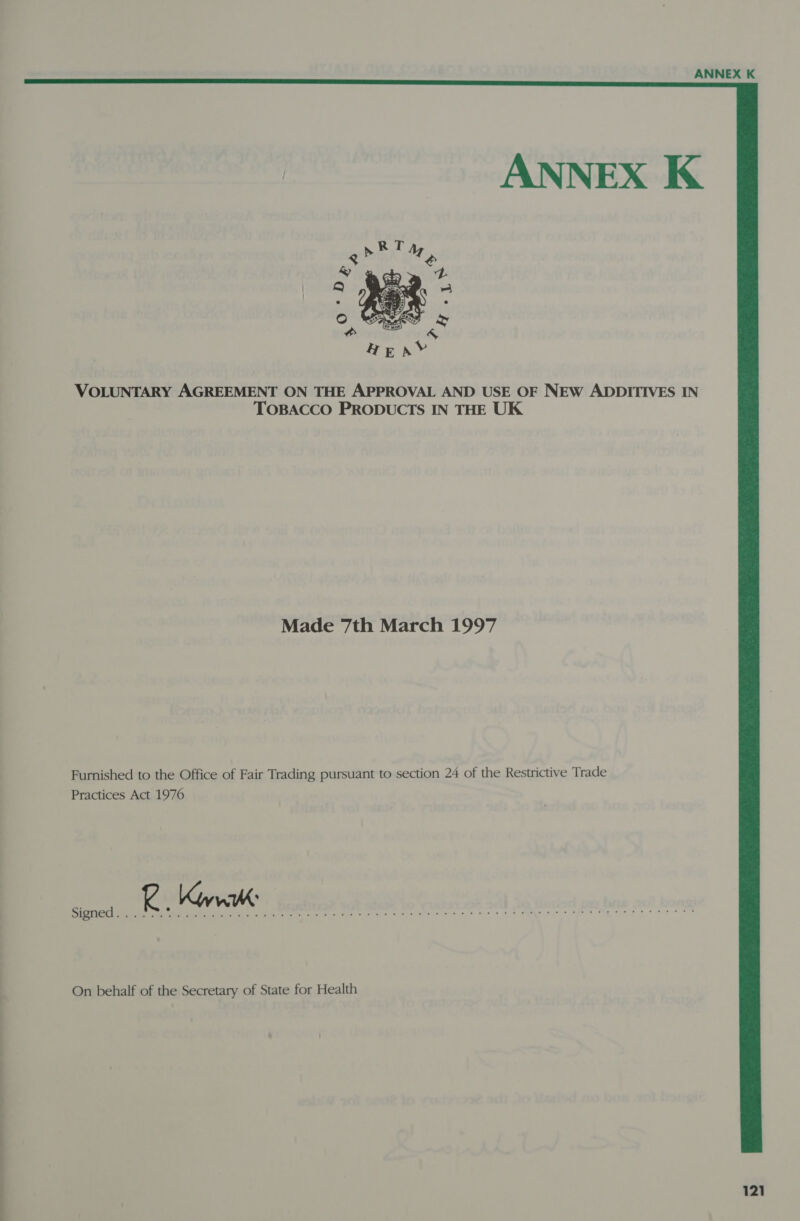 ANNEX K
ANNEX K
DEPARTMENT · OF · HEALTH
VOLUNTARY AGREEMENT ON THE APPROVAL AND USE OF NEW ADDITIVES IN
TOBACCO PRODUCTS IN THE UK
Made 7th March 1997
Furnished to the Office of Fair Trading pursuant to section 24 of the Restrictive Trade
Practices Act 1976
Signed. . . R.
On behalf of the Secretary of State for Health
121